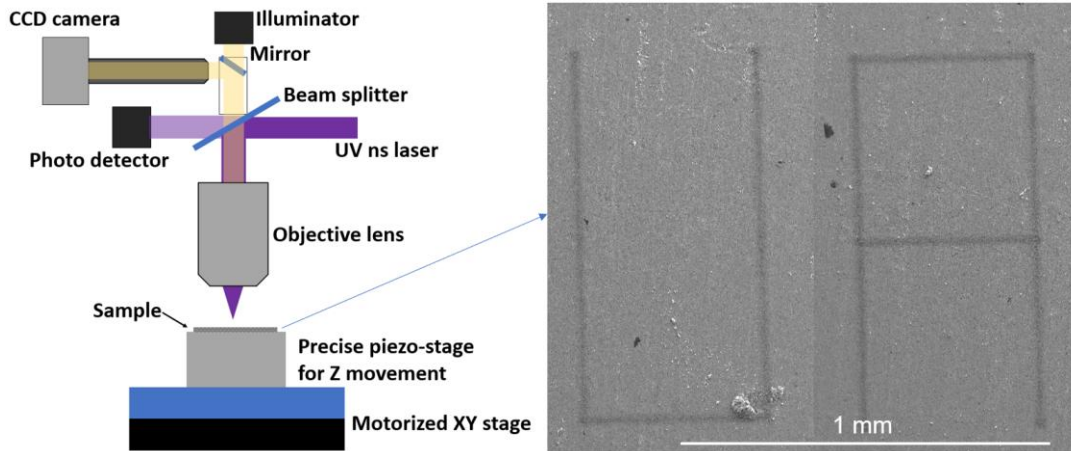 CCD camera
Illuminator
Mirror
Beam splitter
Photo detector
UV ns laser
Objective lens
Sample
Precise piezo-stage
for Z movement
Motorized XY stage
UA
1 mm